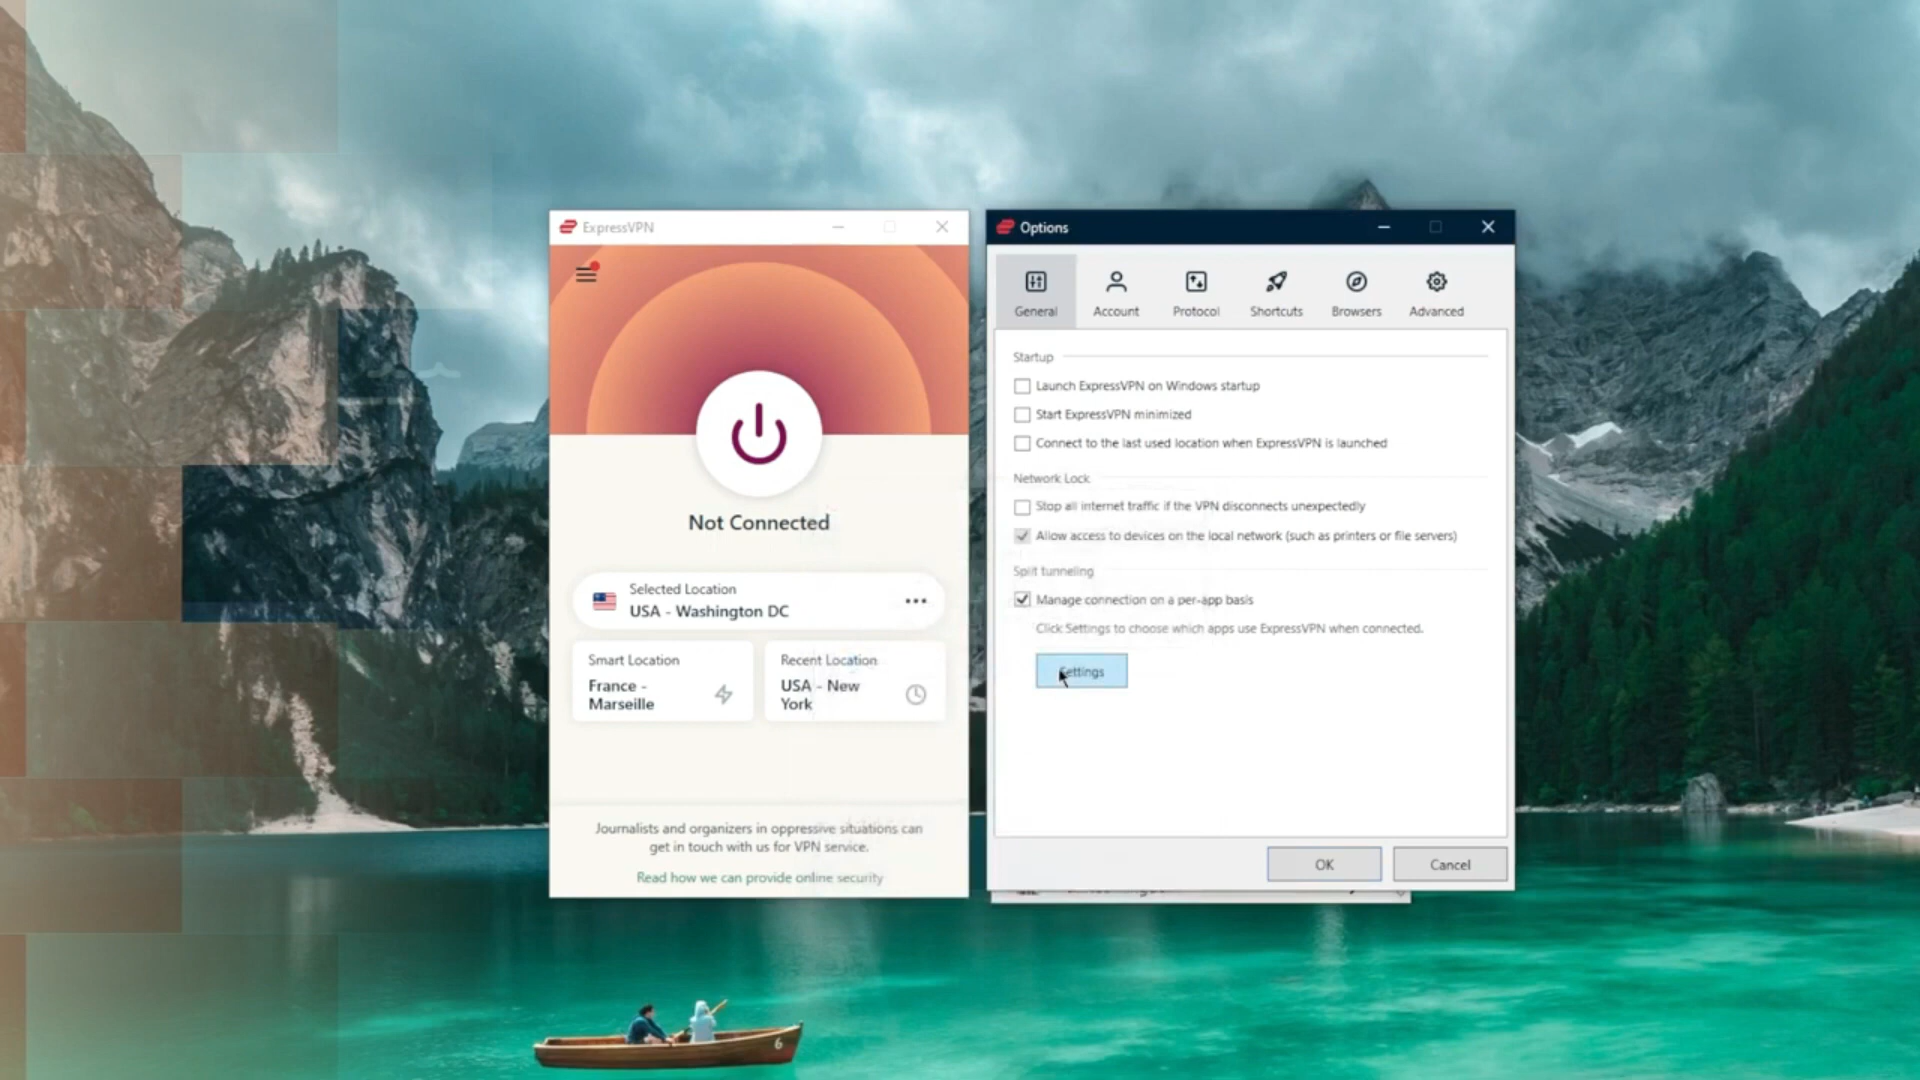 ExpressVPN
Not Connected
Selected Location
USA - Washington DC
Smart Location
France -
Marseille
Recent Location
USA - New
York
Journalists and organizers in oppressive situations can
get in touch with us for VPN service.
Read how we can provide online security
Options
General
Account
Protocol
Shortcuts
Browsers
Advanced
Startup
Launch ExpressVPN on Windows startup
Start ExpressVPN minimized
Connect to the last used location when ExpressVPN is launched
Network Lock
Stop all internet traffic if the VPN disconnects unexpectedly
Allow access to devices on the local network (such as printers or file servers)
Split tunneling
Manage connection on a per-app basis
Click Settings to choose which apps use ExpressVPN when connected.
Settings
OK
Cancel
6